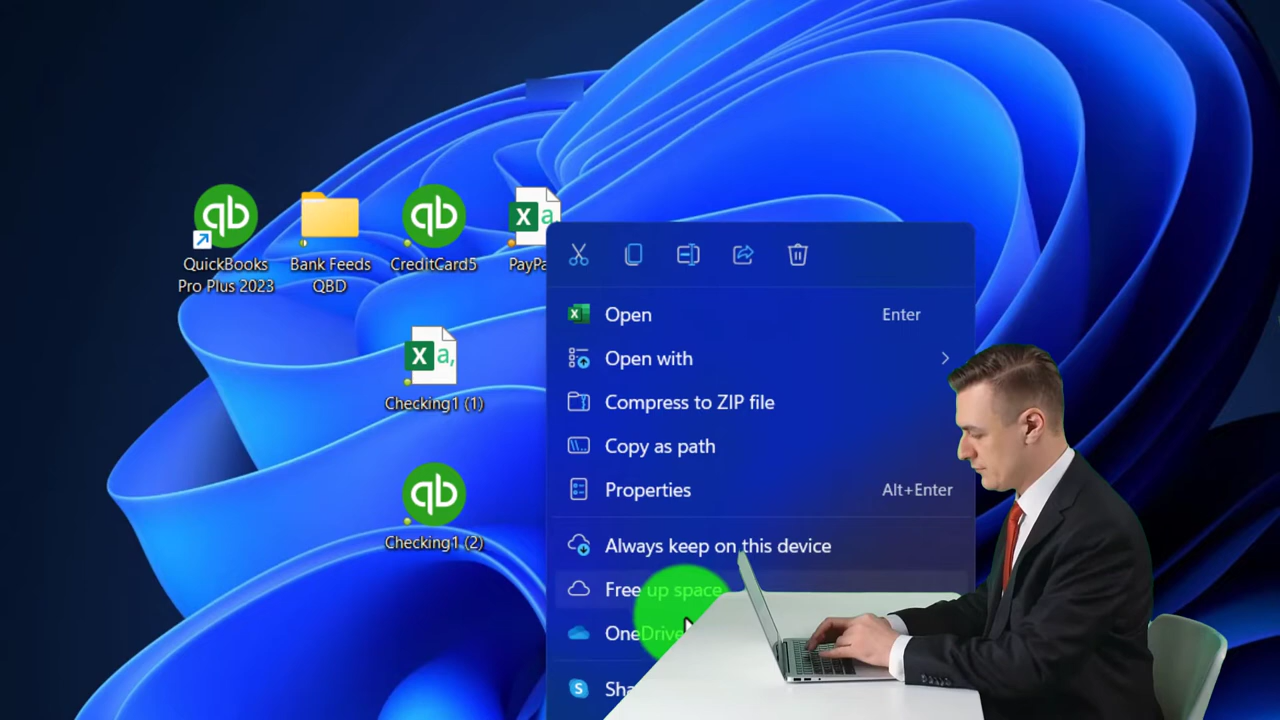 QuickBooks
Pro Plus 2023
Bank Feeds
QBD
CreditCard5
Checking1 (1)
Checking1 (2)
Open Enter
Open with
Compress to ZIP file
Copy as path
Properties Alt+Enter
Always keep on this device
Free up space
OneDrive